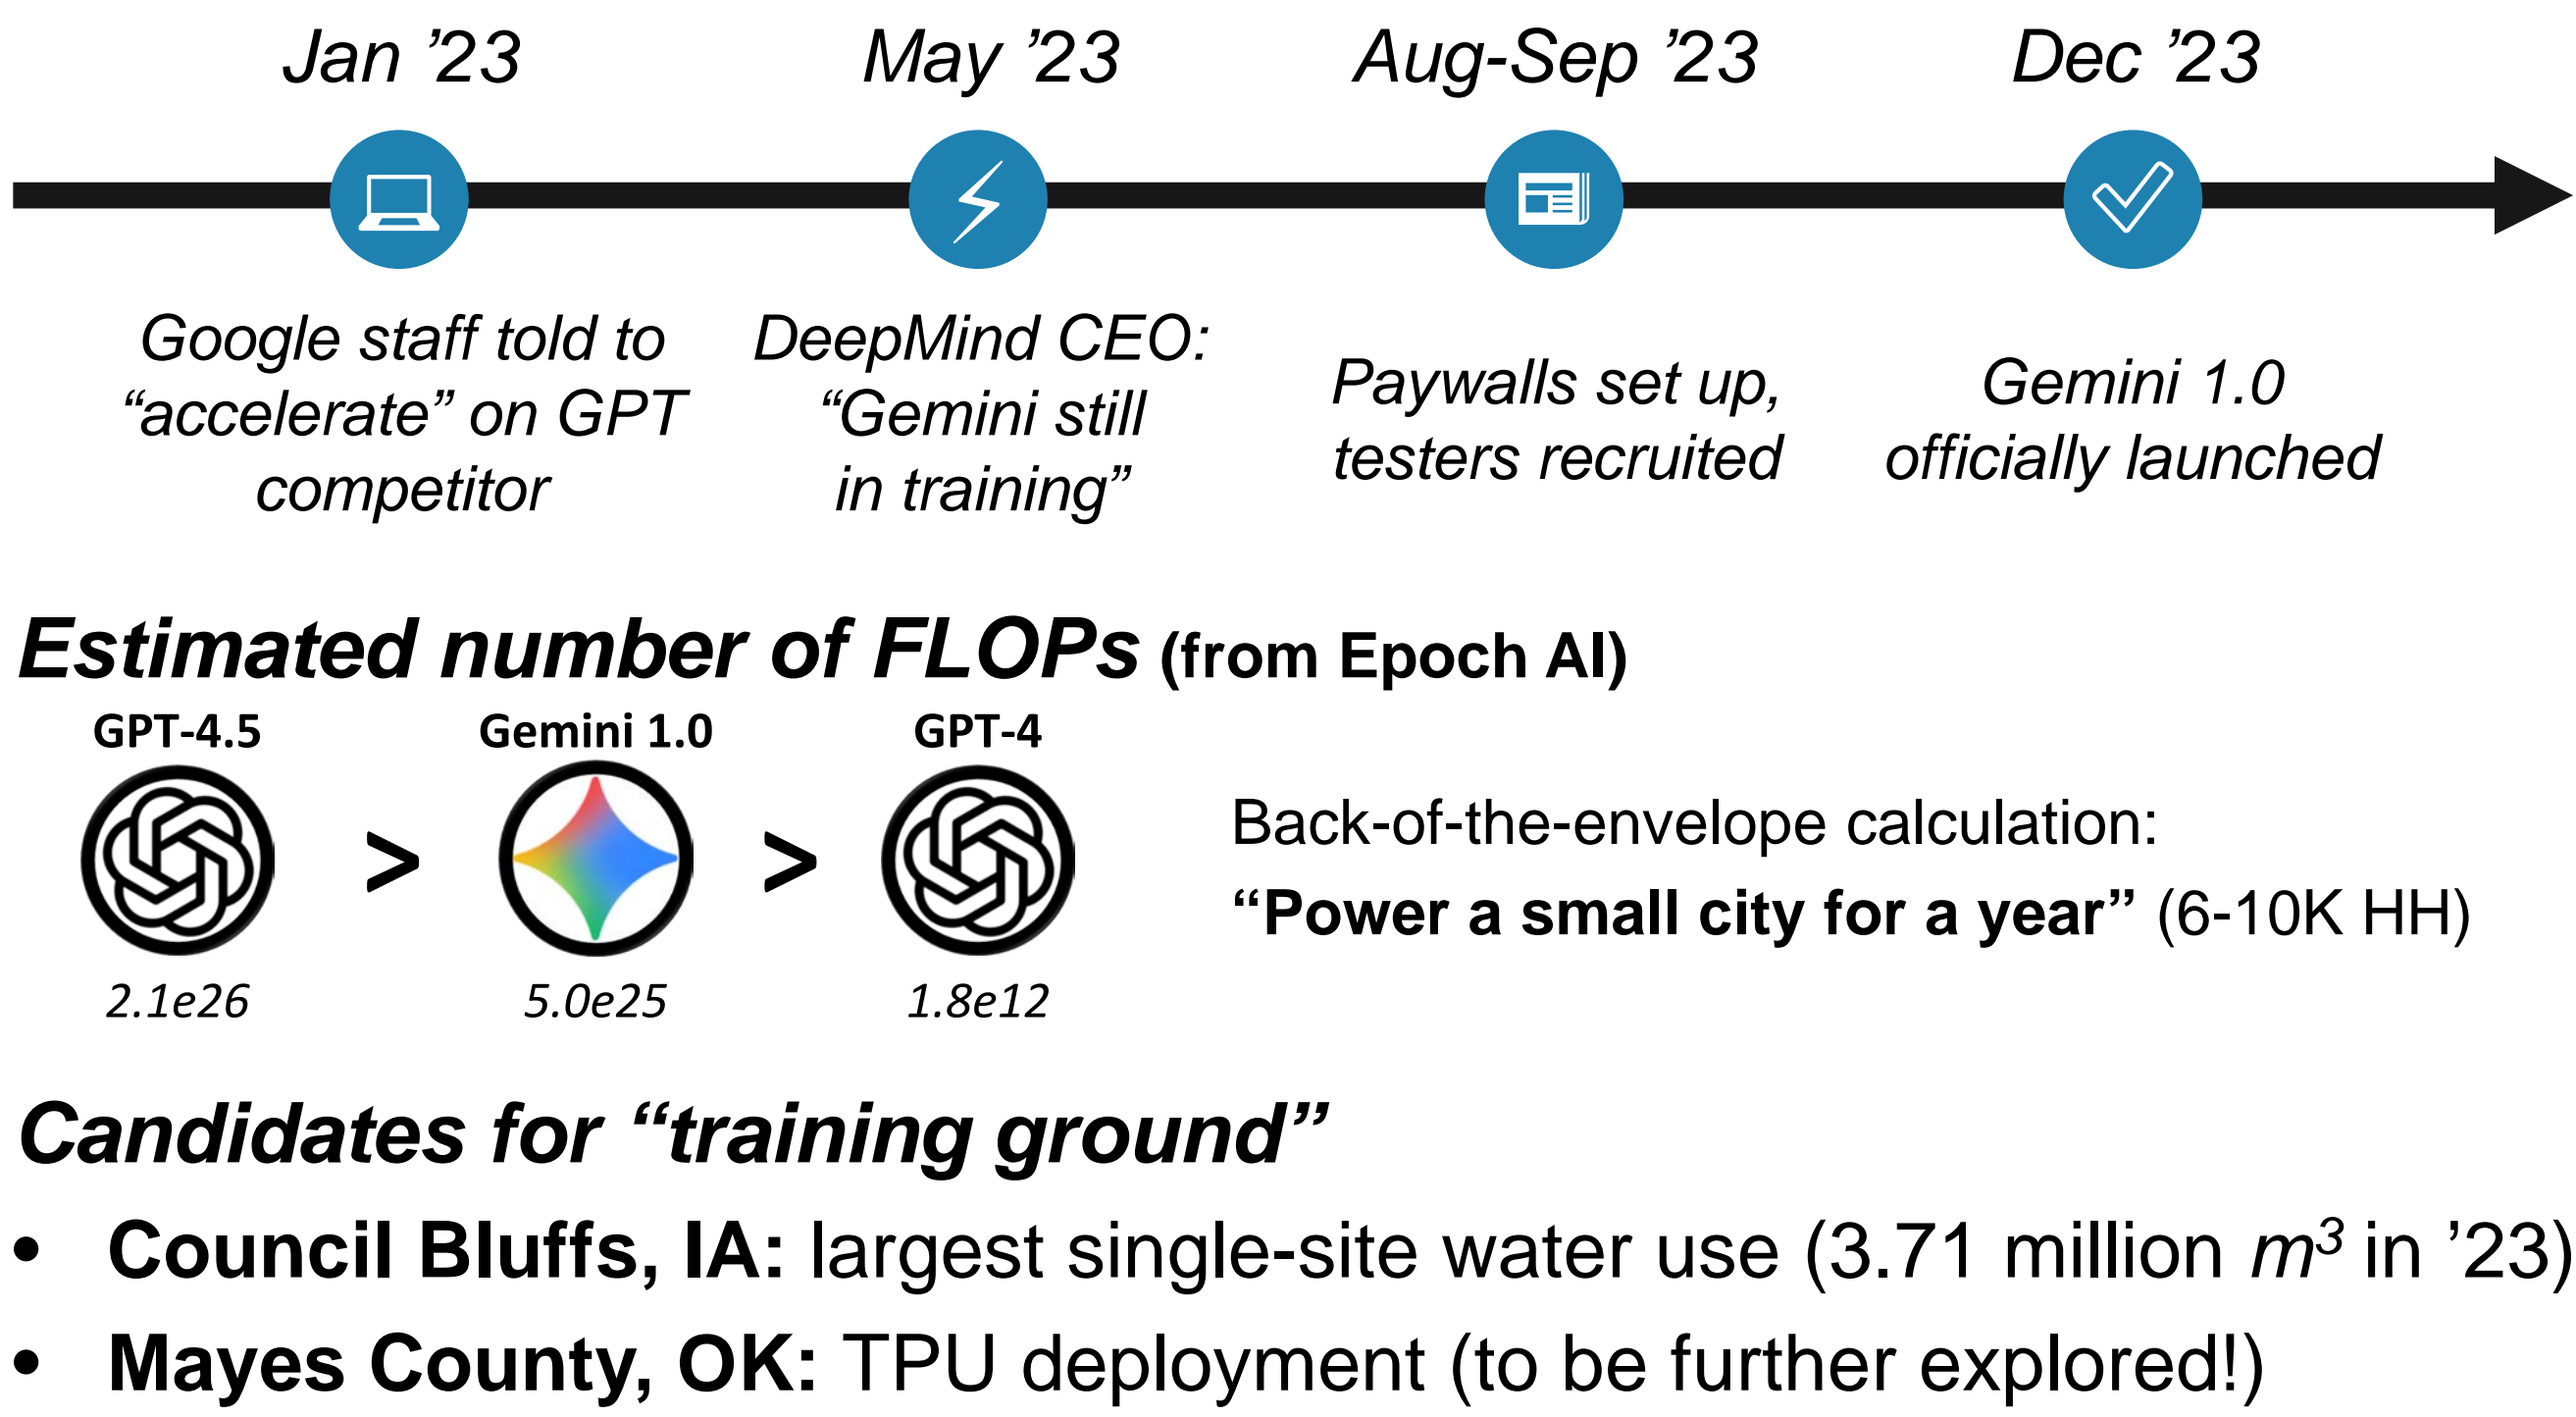 Jan ’23
May ’23
Aug-Sep ’23
Dec ’23
Google staff told to
“accelerate” on GPT
competitor
DeepMind CEO:
“Gemini still
in training”
Paywalls set up,
testers recruited
Gemini 1.0
officially launched
Estimated number of FLOPs (from Epoch AI)
GPT-4.5
Gemini 1.0
GPT-4
>
>
2.1e26
5.0e25
1.8e12
Back-of-the-envelope calculation:
“Power a small city for a year” (6-10K HH)
Candidates for “training ground”
• Council Bluffs, IA: largest single-site water use (3.71 million m³ in ’23)
• Mayes County, OK: TPU deployment (to be further explored!)